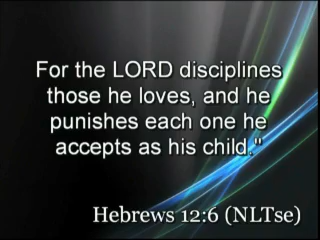 For the LORD disciplines
those he loves, and he
punishes each one he
accepts as his child."
Hebrews 12:6 (NLTse)